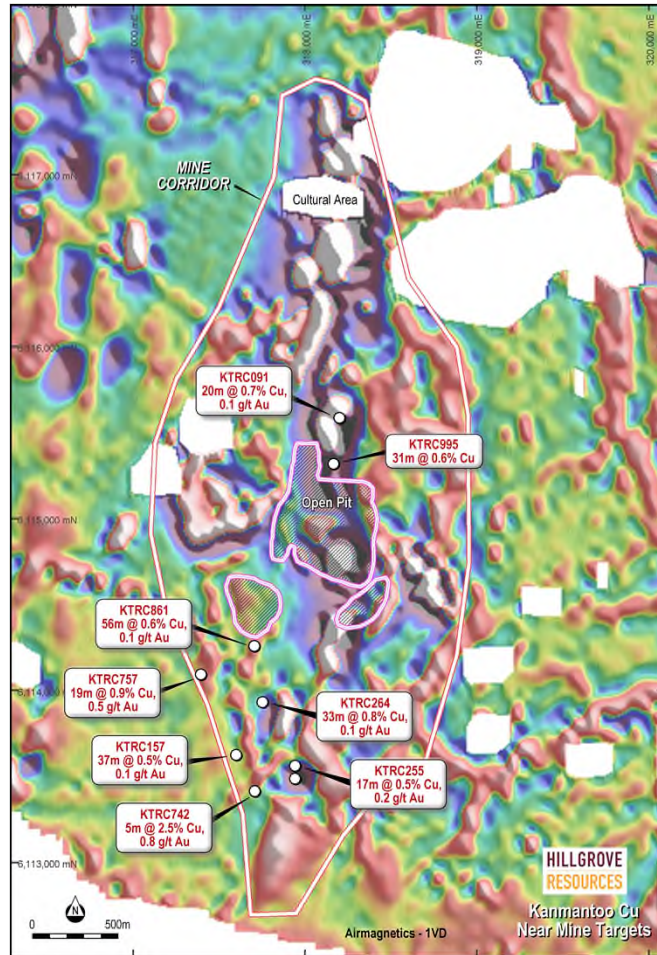 317,000 mE
318,000 mE
319,000 mE
320,000 mE
6,117,000 mN
MINE
CORRIDOR
Cultural Area
6,116,000 mN
KTRC091
20m @ 0.7% Cu,
0.1 g/t Au
KTRC995
31m @ 0.6% Cu
Open Pit
6,115,000 mN
KTRC861
56m @ 0.6% Cu,
0.1 g/t Au
KTRC757
19m @ 0.9% Cu,
0.5 g/t Au
6,114,000 mN
KTRC264
33m @ 0.8% Cu,
0.1 g/t Au
KTRC157
37m @ 0.5% Cu,
0.1 g/t Au
KTRC255
17m @ 0.5% Cu,
0.2 g/t Au
KTRC742
5m @ 2.5% Cu,
0.8 g/t Au
6,113,000 mN
HILLGROVE
RESOURCES
Kanmantoo Cu
Near Mine Targets
N
0 500m
Airmagnetics - 1VD